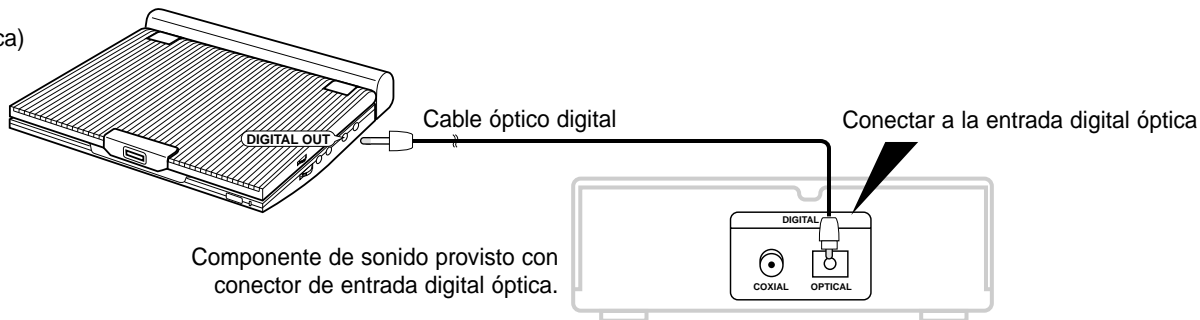 ca)
DIGITAL OUT
Cable óptico digital
Conectar a la entrada digital óptica
DIGITAL
COXIAL
OPTICAL
Componente de sonido provisto con
conector de entrada digital óptica.